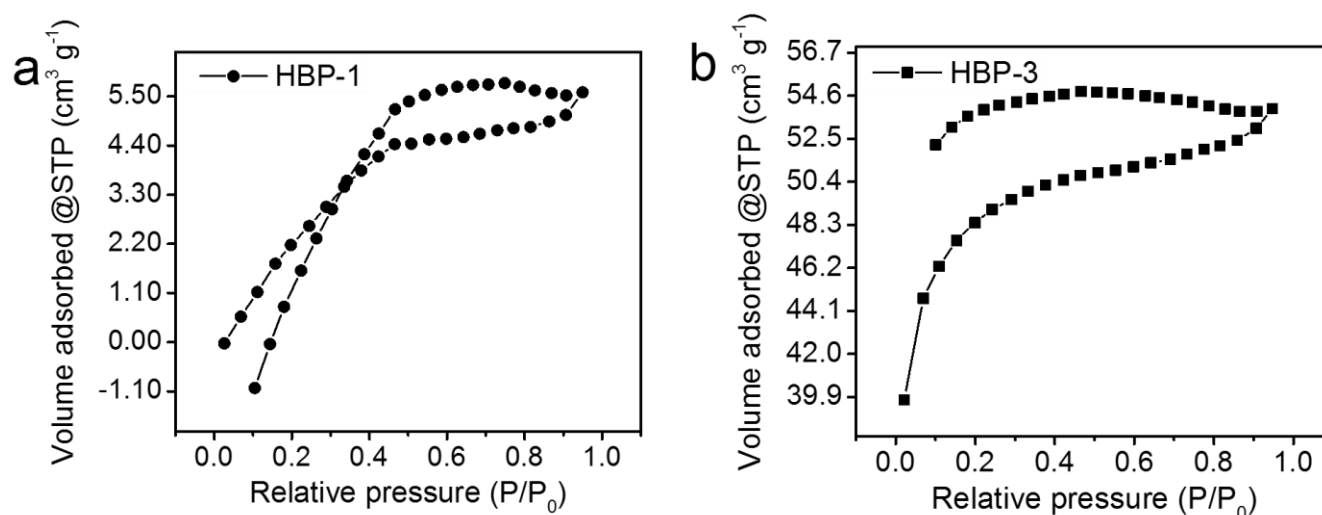 a
HBP-1
Volume adsorbed @STP (cm³ g⁻¹)
5.50
4.40
3.30
2.20
1.10
0.00
-1.10
0.0 0.2 0.4 0.6 0.8 1.0
Relative pressure (P/P₀)
b
HBP-3
Volume adsorbed @STP (cm³ g⁻¹)
56.7
54.6
52.5
50.4
48.3
46.2
44.1
42.0
39.9
0.0 0.2 0.4 0.6 0.8 1.0
Relative pressure (P/P₀)